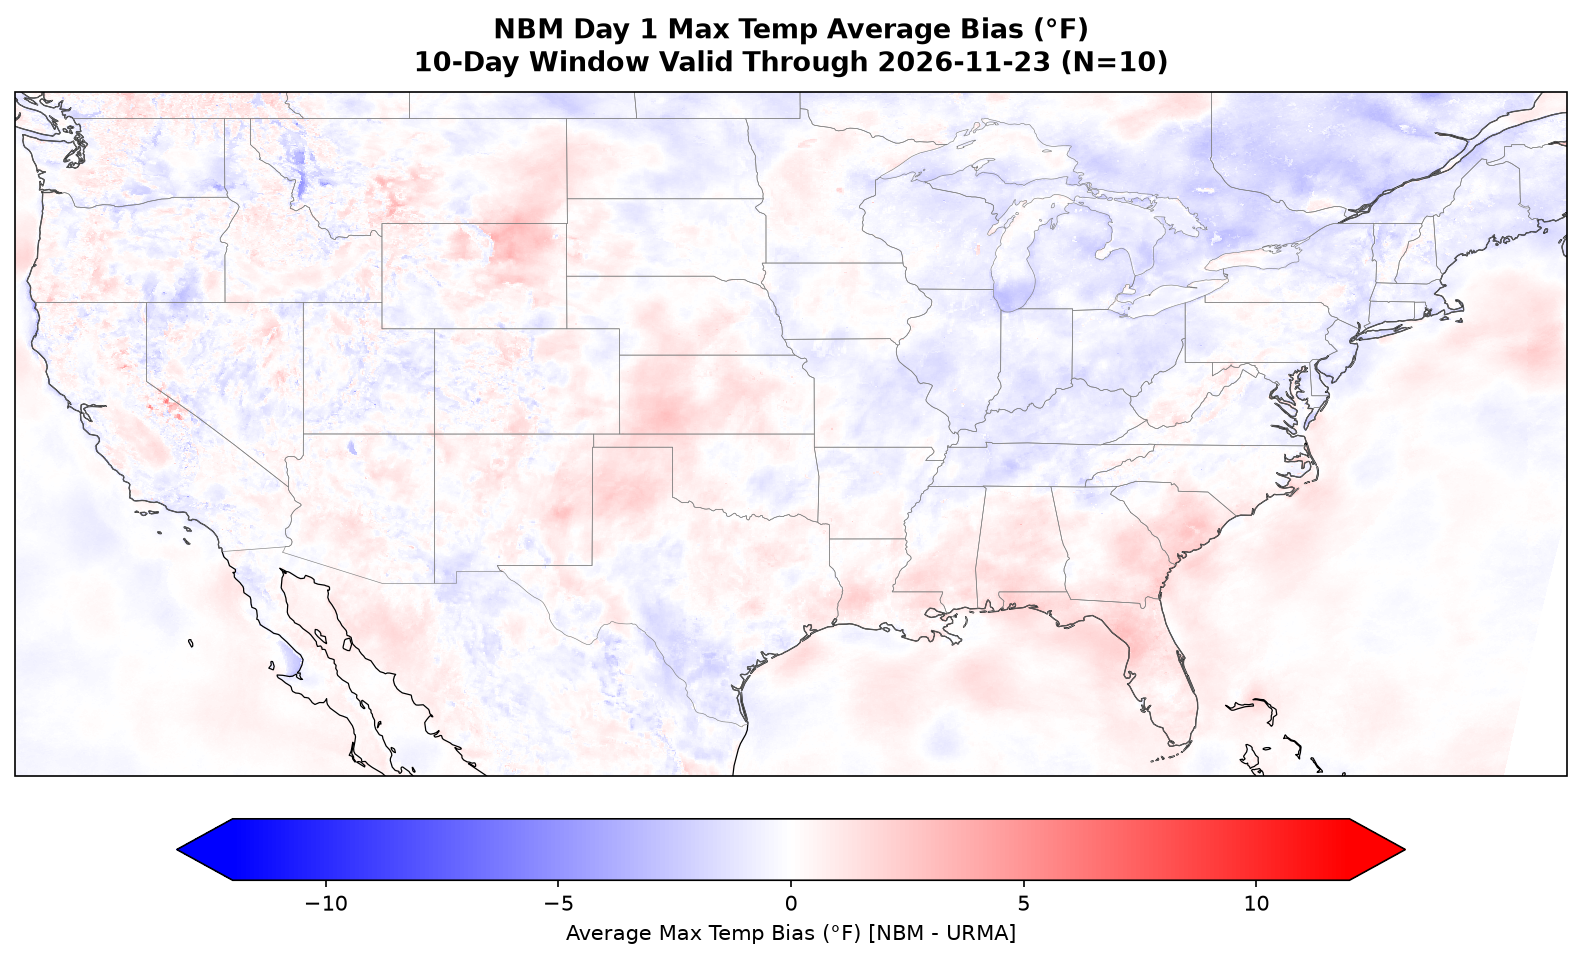 NBM Day 1 Max Temp Average Bias (°F)
10-Day Window Valid Through 2026-11-23 (N=10)
−10 −5 0 5 10
Average Max Temp Bias (°F) [NBM - URMA]